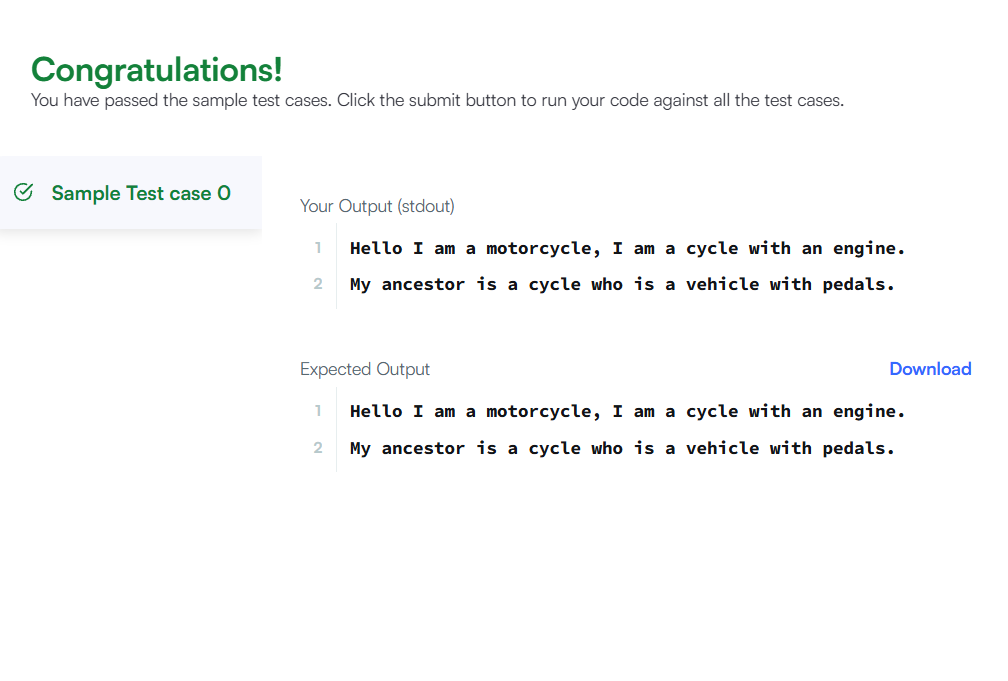 Congratulations!
You have passed the sample test cases. Click the submit button to run your code against all the test cases.
Sample Test case 0
Your Output (stdout)
1 Hello I am a motorcycle, I am a cycle with an engine.
2 My ancestor is a cycle who is a vehicle with pedals.
Expected Output Download
1 Hello I am a motorcycle, I am a cycle with an engine.
2 My ancestor is a cycle who is a vehicle with pedals.